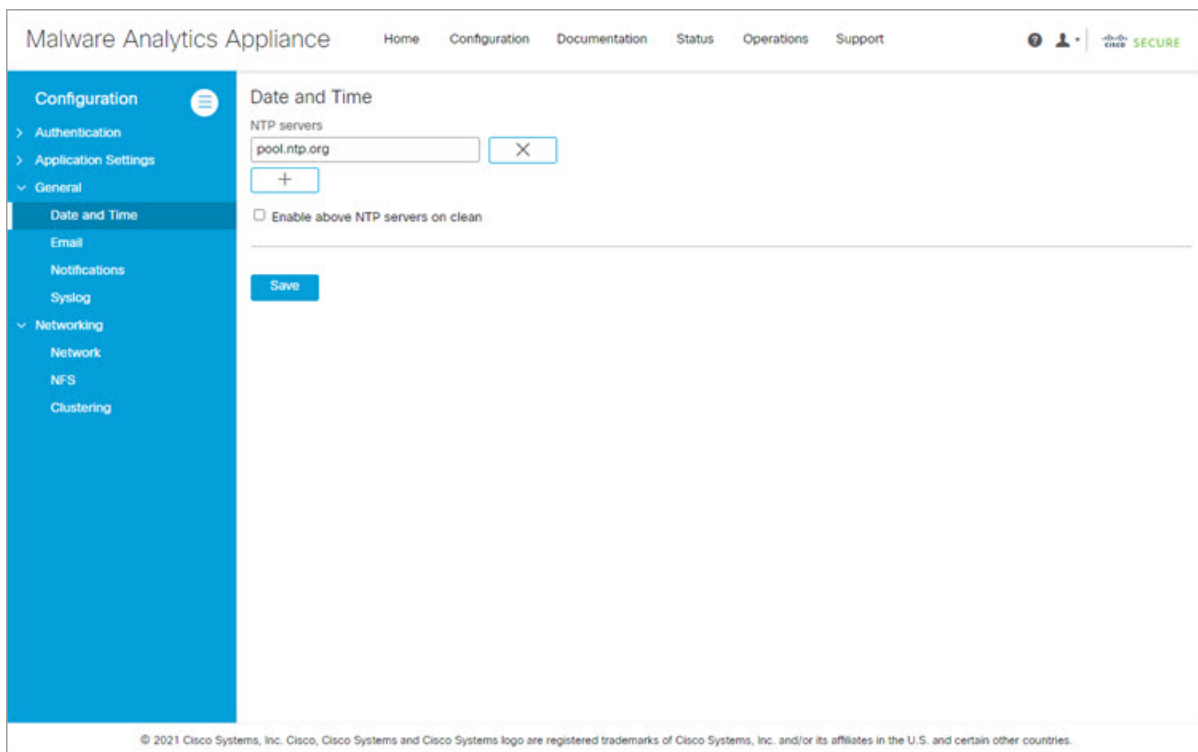 Malware Analytics Appliance
Home Configuration Documentation Status Operations Support
CISCO SECURE
Configuration
Authentication
Application Settings
General
Date and Time
Email
Notifications
Syslog
Networking
Network
NFS
Clustering
Date and Time
NTP servers
pool.ntp.org
Enable above NTP servers on clean
Save
© 2021 Cisco Systems, Inc. Cisco, Cisco Systems and Cisco Systems logo are registered trademarks of Cisco Systems, Inc. and/or its affiliates in the U.S. and certain other countries.